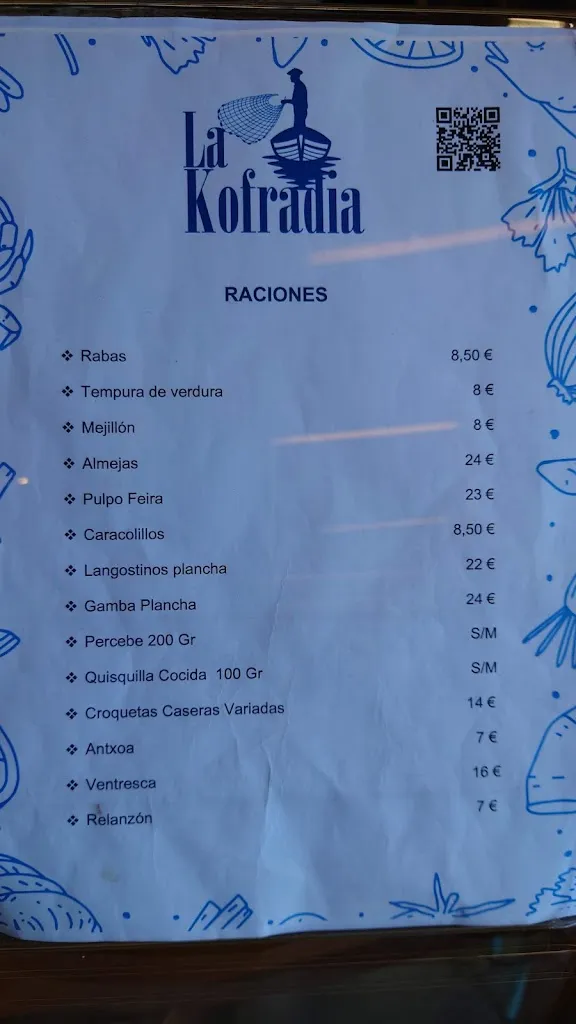 La
Kofradia
RACIONES
❖ Rabas 8,50 €
❖ Tempura de verdura 8 €
❖ Mejillón 8 €
❖ Almejas 24 €
❖ Pulpo Feira 23 €
❖ Caracolillos 8,50 €
❖ Langostinos plancha 22 €
❖ Gamba Plancha 24 €
❖ Percebe 200 Gr S/M
❖ Quisquilla Cocida 100 Gr S/M
❖ Croquetas Caseras Variadas 14 €
❖ Antxoa 7 €
❖ Ventresca 16 €
❖ Relanzón 7 €